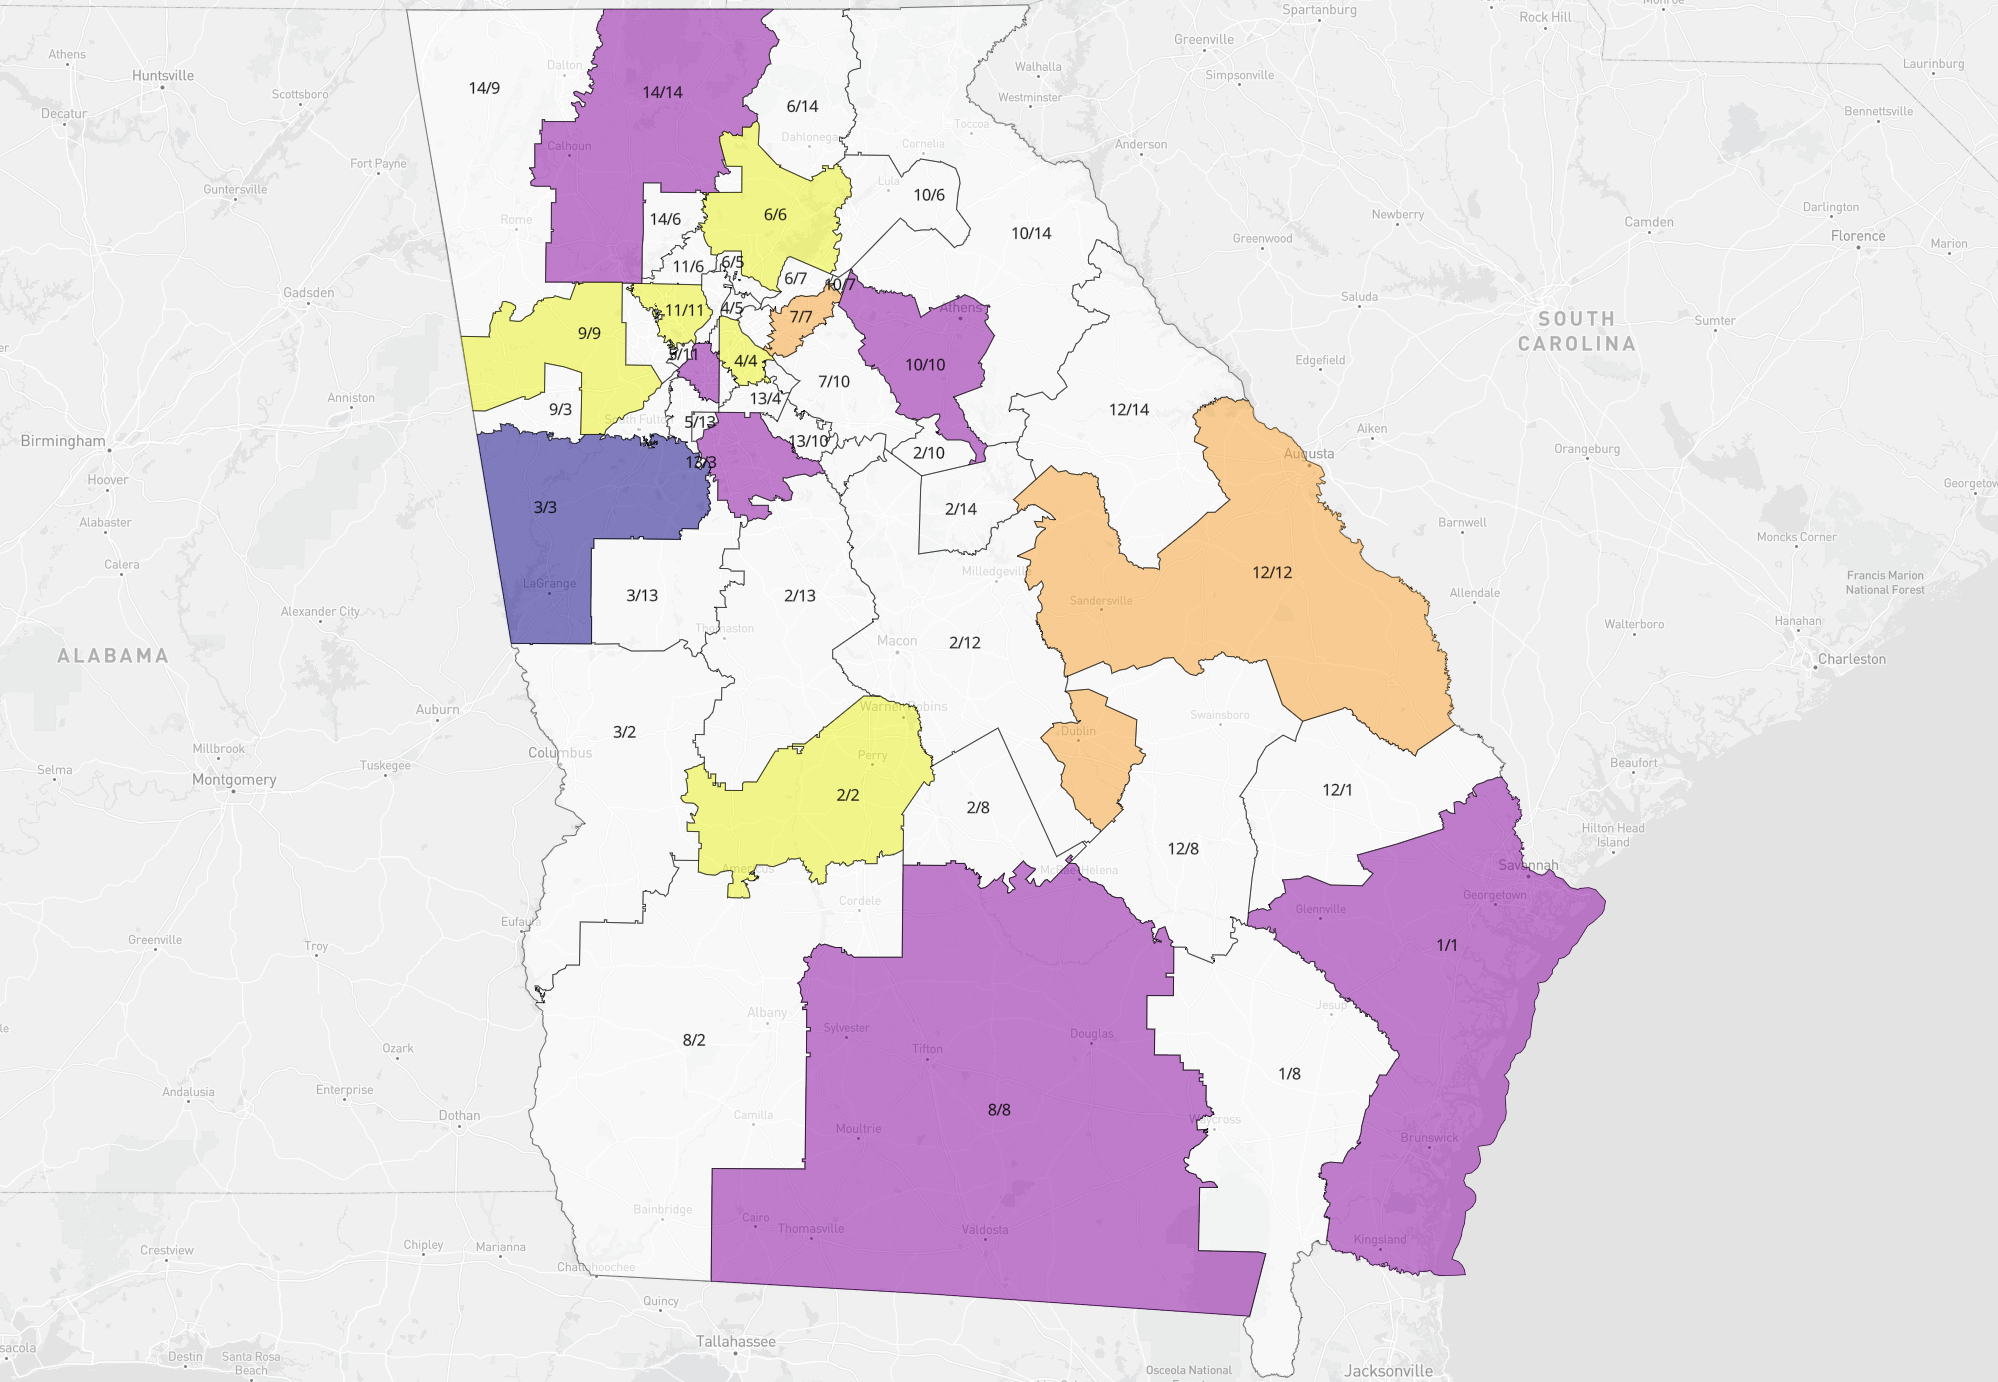 Spartanburg
Monroe
Rock Hill
Athens
Greenville
Laurinburg
Huntsville
Dalton
Walhalla
Simpsonville
14/9
14/14
Scottsboro
Westminster
6/14
Decatur
Bennettsville
Toccoa
Dahlonega
Cornelia
Anderson
Calhoun
Fort Payne
Guntersville
Lula
10/6
Darlington
Newberry
Camden
Rome
14/6
6/6
10/14
Greenwood
Florence
Marion
11/6
6/5
6/7
10/7
Gadsden
Saluda
11/11
4/5
7/7
Athens
SOUTH
CAROLINA
Sumter
9/9
4/4
10/10
Edgefield
7/10
Anniston
9/3
13/4
12/14
South Fulton
5/13
Aiken
Birmingham
13/10
2/10
Augusta
Orangeburg
13/3
Hoover
3/3
2/14
Georgetow
Alabaster
Barnwell
Moncks Corner
Calera
Milledgeville
12/12
Francis Marion
National Forest
LaGrange
3/13
2/13
Sandersville
Allendale
Alexander City
Thomaston
Walterboro
Hanahan
ALABAMA
Macon
2/12
Charleston
Auburn
Warner Robins
Swainsboro
3/2
Dublin
Millbrook
Columbus
Perry
Selma
Tuskegee
Montgomery
Beaufort
2/2
2/8
12/1
12/8
Hilton Head
Island
Americus
McRae-Helena
Savannah
Georgetown
Cordele
Glennville
Eufaula
Greenville
Troy
1/1
Albany
Jesup
Sylvester
Tifton
Douglas
8/2
Ozark
1/8
Andalusia
Enterprise
Dothan
Camilla
8/8
Waycross
Moultrie
Brunswick
Bainbridge
Cairo
Thomasville
Valdosta
Crestview
Chipley
Marianna
Kingsland
Chattahoochee
Quincy
Tallahassee
sacola
Destin
Santa Rosa
Beach
Osceola National
Jacksonville